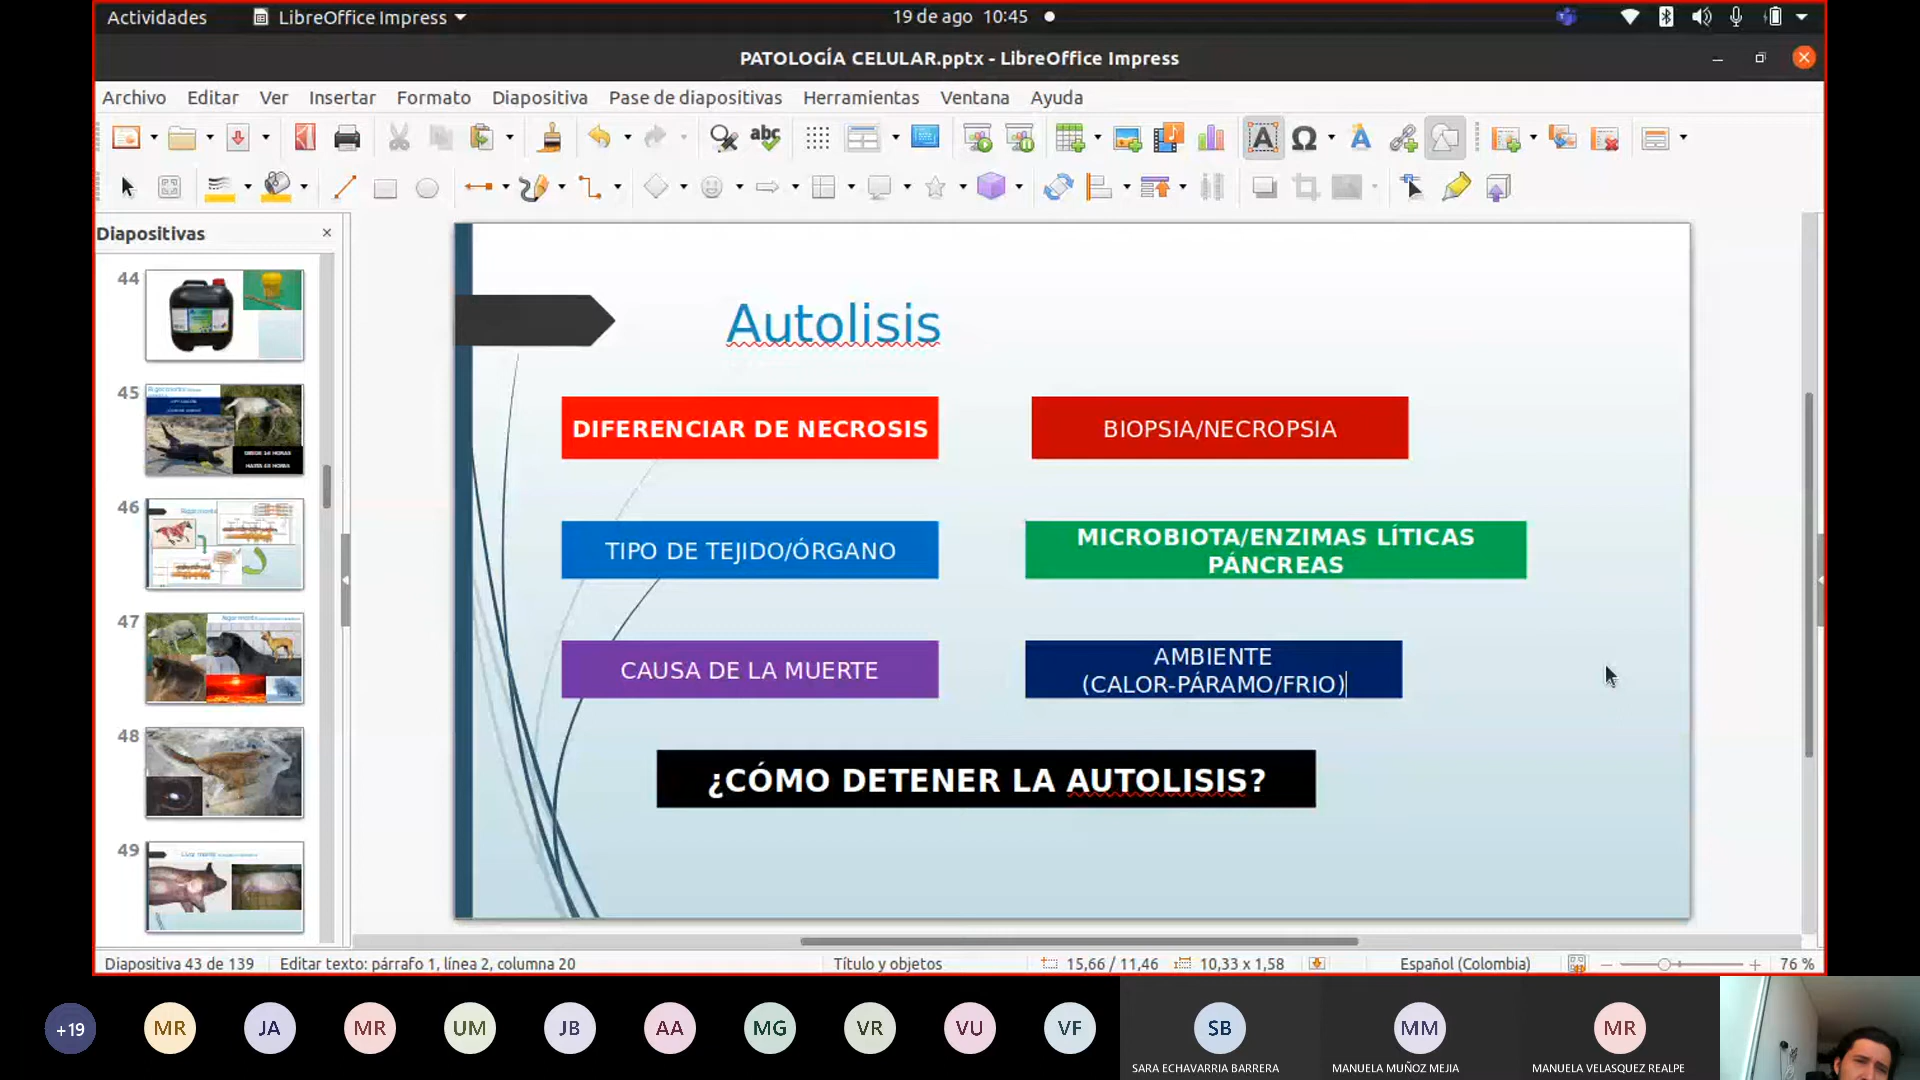 Actividades
LibreOffice Impress
19 de ago 10:45
PATOLOGÍA CELULAR.pptx - LibreOffice Impress
Archivo Editar Ver Insertar Formato Diapositiva Pase de diapositivas Herramientas Ventana Ayuda
Diapositivas
44
45
46
47
48
49
Autolisis
DIFERENCIAR DE NECROSIS
BIOPSIA/NECROPSIA
TIPO DE TEJIDO/ÓRGANO
MICROBIOTA/ENZIMAS LÍTICAS
PÁNCREAS
CAUSA DE LA MUERTE
AMBIENTE
(CALOR-PÁRAMO/FRIO)
¿CÓMO DETENER LA AUTOLISIS?
Diapositiva 43 de 139
Editar texto: párrafo 1, línea 2, columna 20
Título y objetos
15,66 / 11,46
10,33 x 1,58
Español (Colombia)
76 %
+19
MR
JA
MR
UM
JB
AA
MG
VR
VU
VF
SB
MM
MR
SARA ECHAVARRIA BARRERA
MANUELA MUÑOZ MEJIA
MANUELA VELASQUEZ REALPE